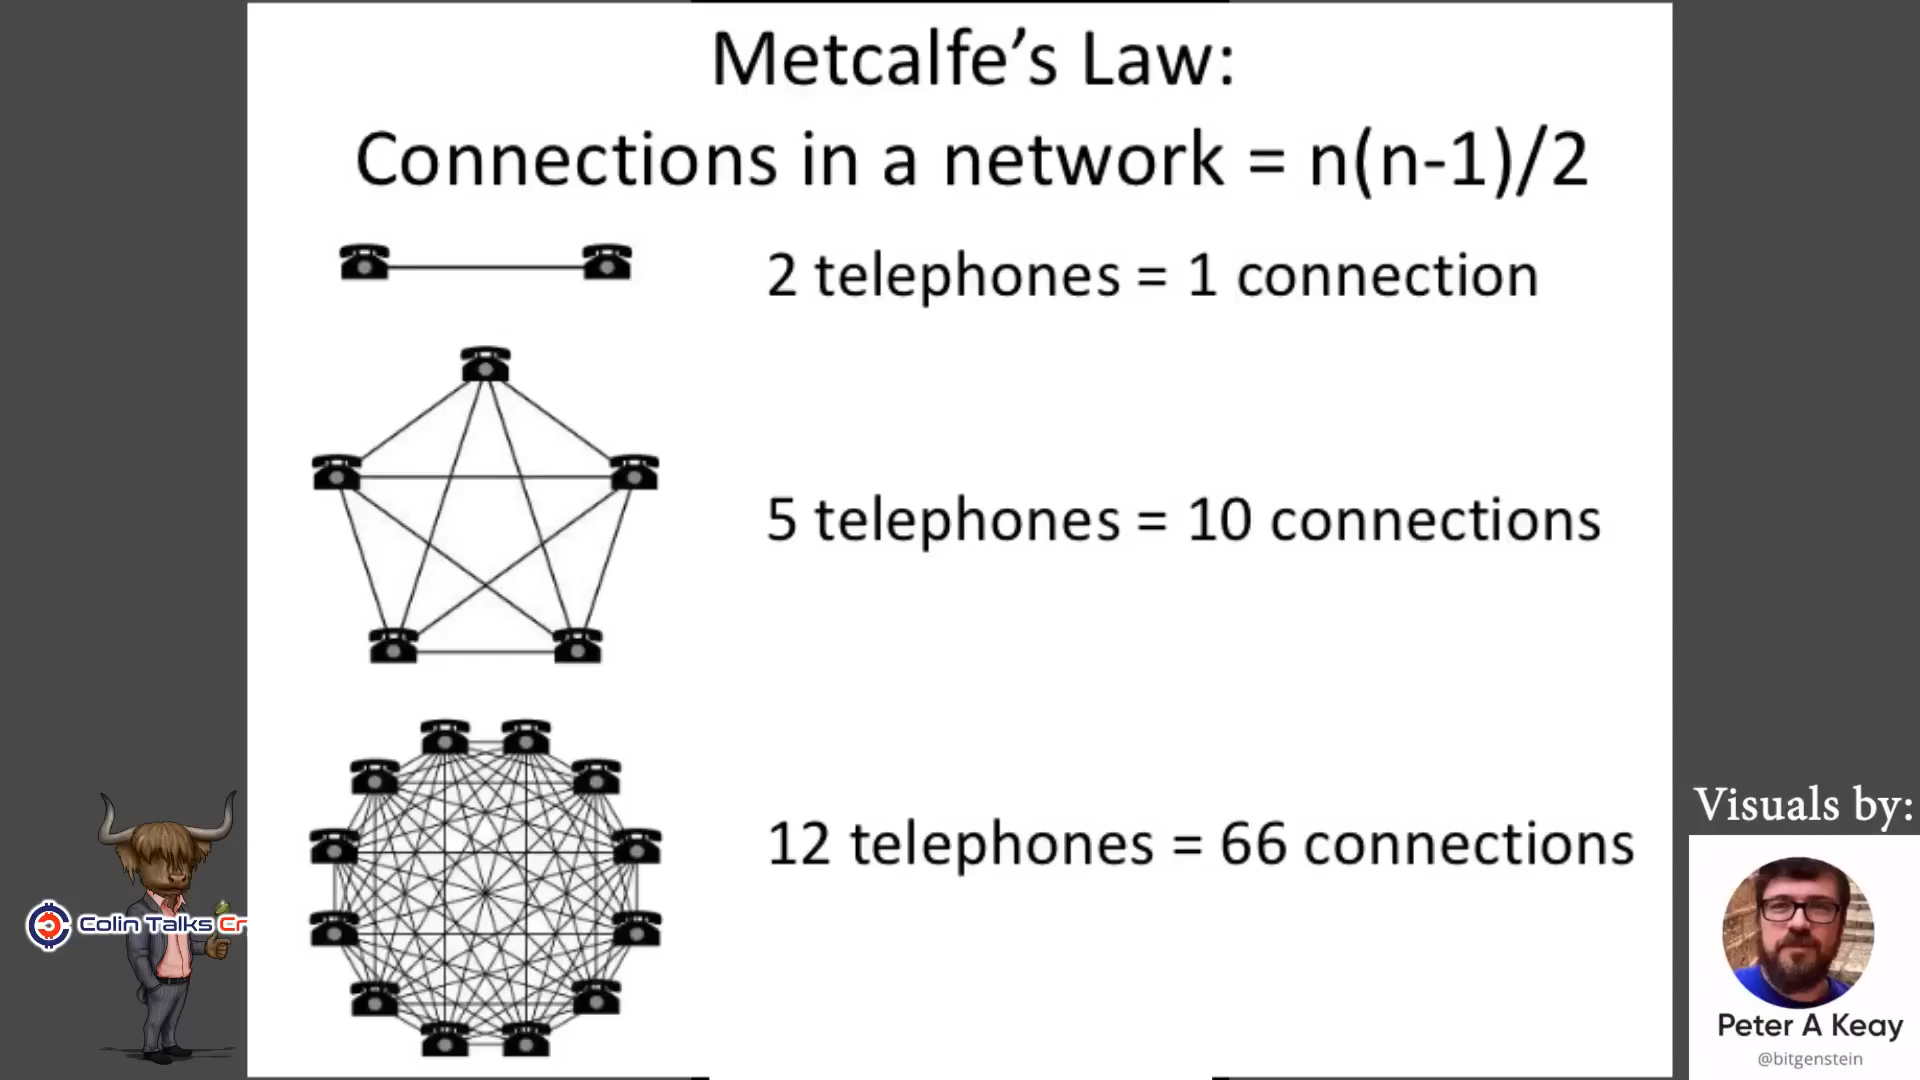 Metcalfe’s Law:
Connections in a network = n(n-1)/2
2 telephones = 1 connection
5 telephones = 10 connections
12 telephones = 66 connections
Colin Talks Cr
Visuals by:
Peter A Keay
@bitgenstein